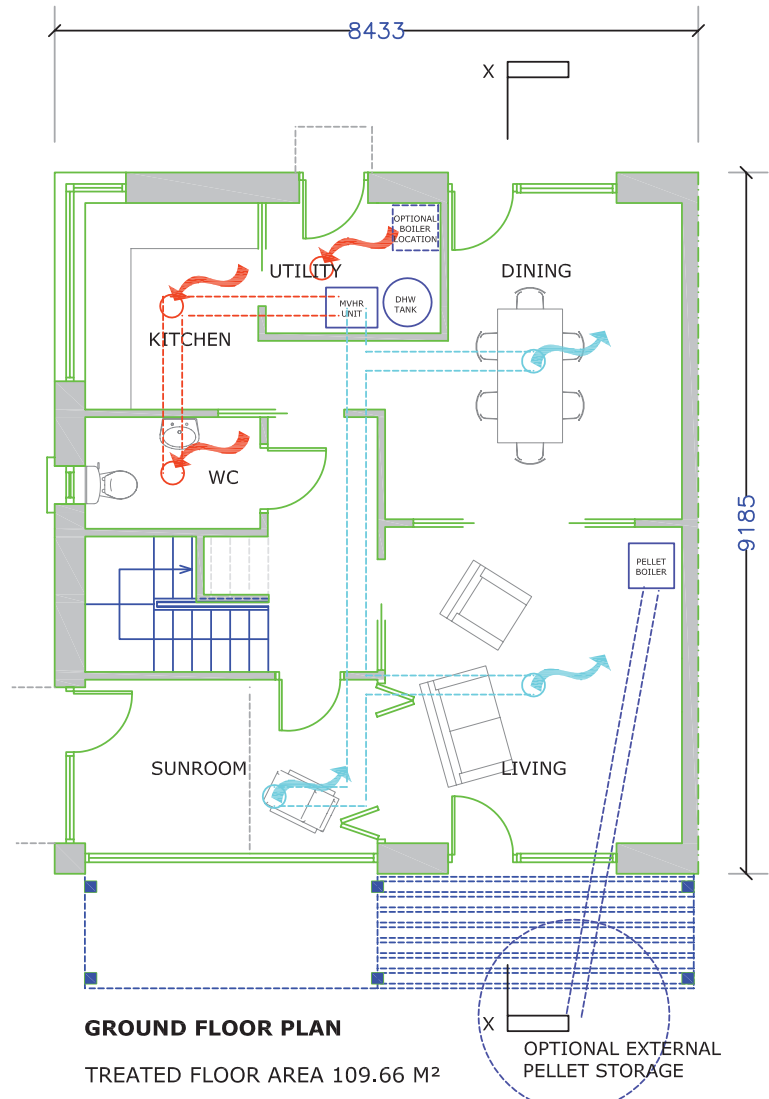 8433
X
OPTIONAL
BOILER
LOCATION
UTILITY
DINING
MVHR
UNIT
DHW
TANK
KITCHEN
WC
9185
PELLET
BOILER
SUNROOM
LIVING
X
GROUND FLOOR PLAN
OPTIONAL EXTERNAL
PELLET STORAGE
TREATED FLOOR AREA 109.66 M²